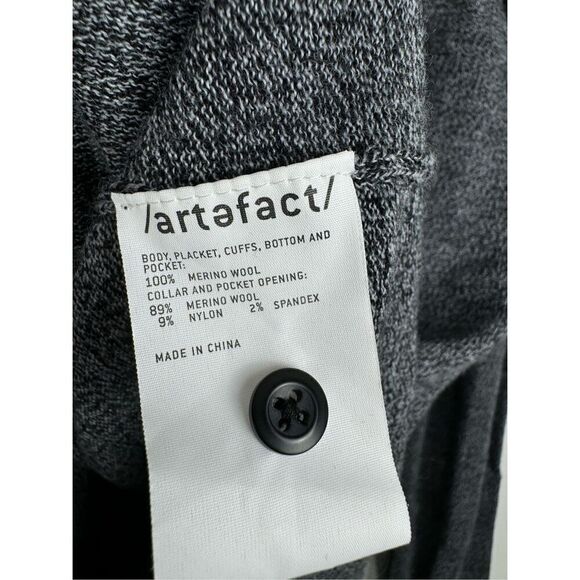 /artəfact/
BODY, PLACKET, CUFFS, BOTTOM AND
POCKET:
100% MERINO WOOL
COLLAR AND POCKET OPENING:
89% MERINO WOOL
9% NYLON 2% SPANDEX
MADE IN CHINA